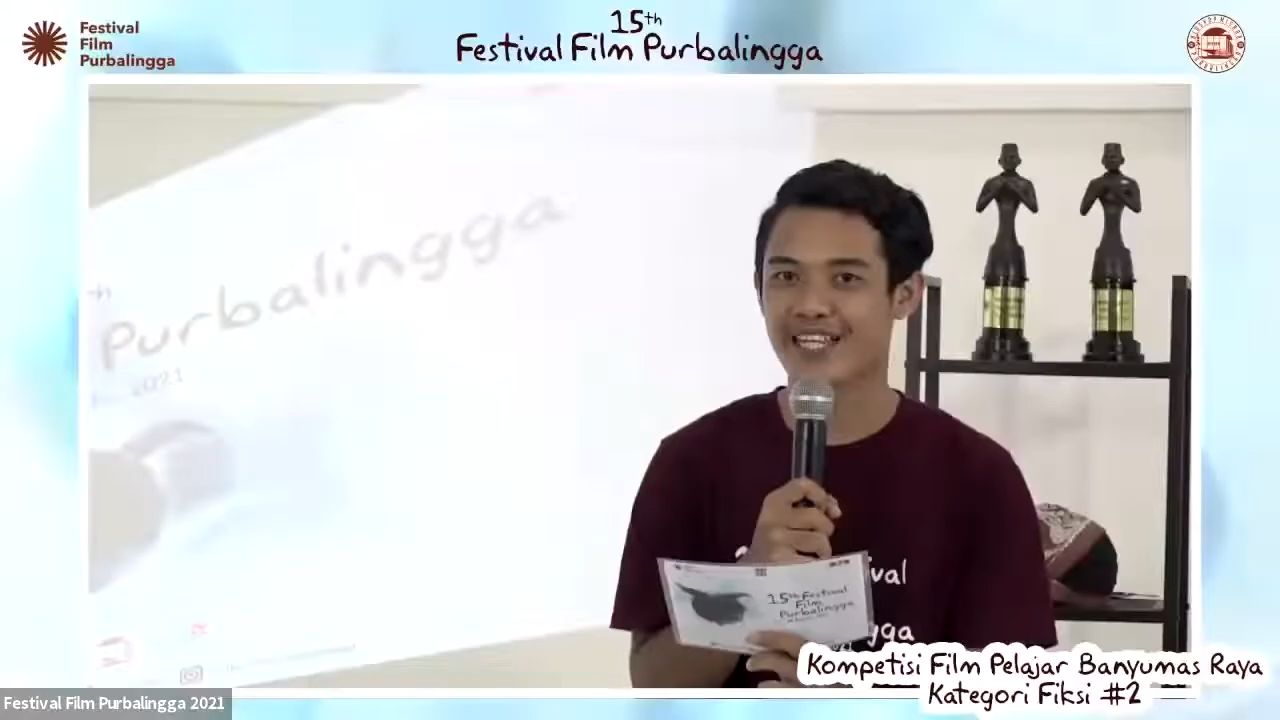 Festival
Film
Purbalingga
15th
Festival Film Purbalingga
Purbalingga
2021
15th Festival
Film
Purbalingga
Kompetisi Film Pelajar Banyumas Raya
Kategori Fiksi #2
Festival Film Purbalingga 2021